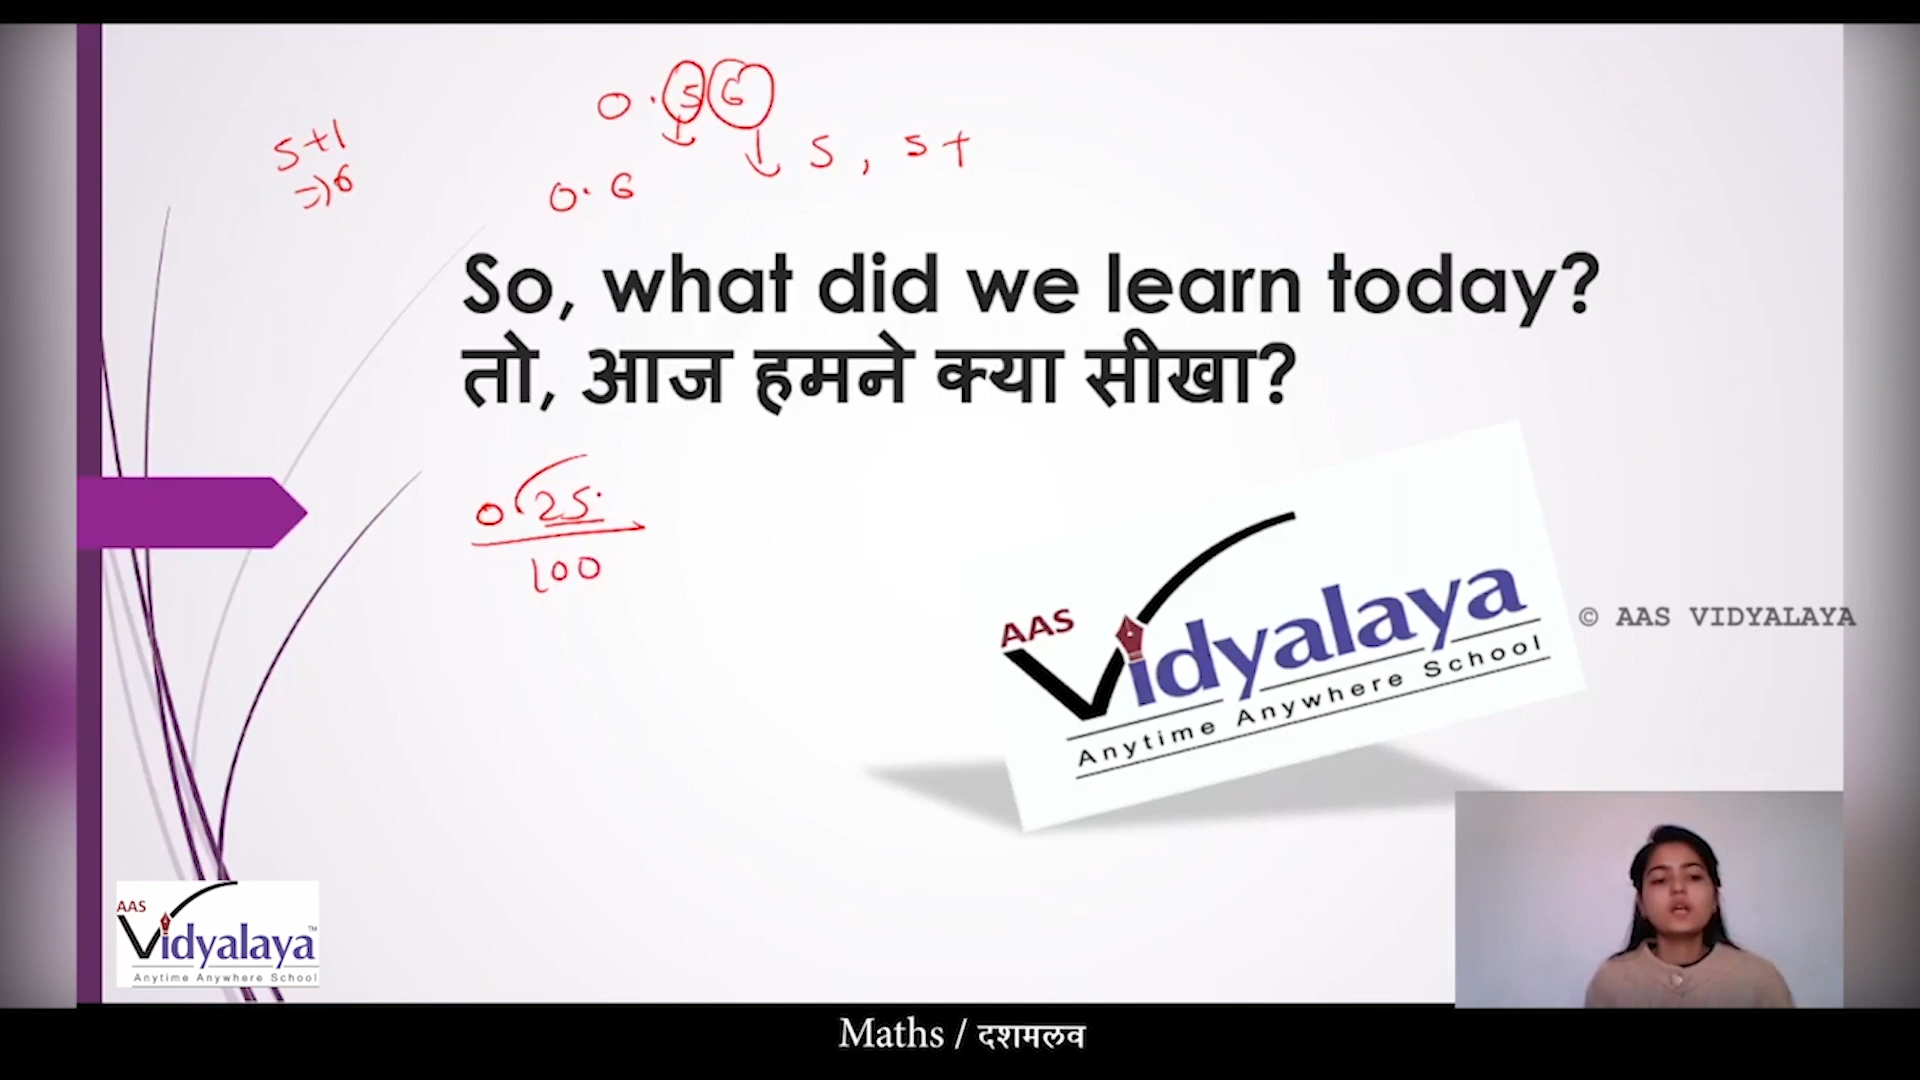 0.56
5+1
5, 5+
=>6
0.6
So, what did we learn today?
तो, आज हमने क्या सीखा?
0 25.
100
AAS
Vidyalaya
Anytime Anywhere School
© AAS VIDYALAYA
AAS
Vidyalaya™
Anytime Anywhere School
Maths / दशमलव